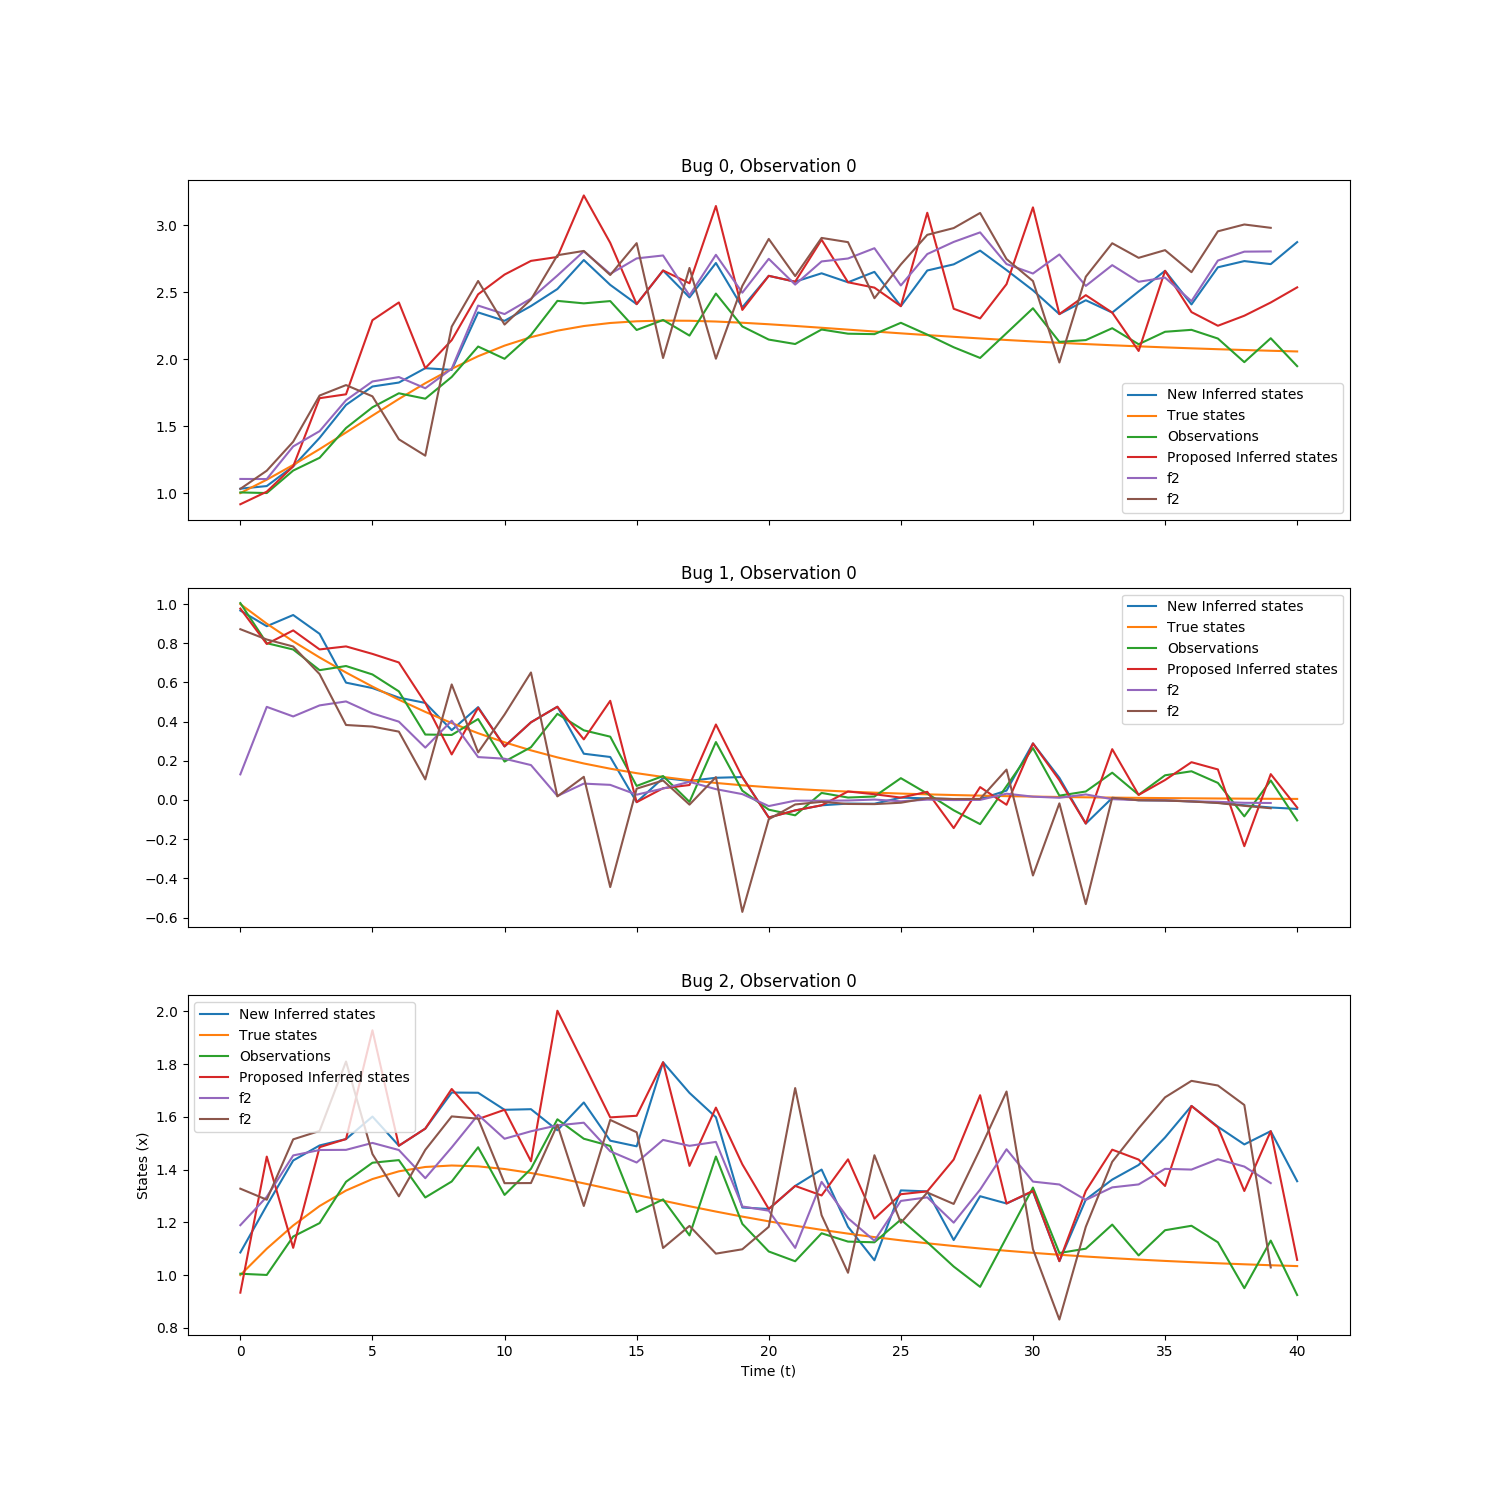 Bug 0, Observation 0
3.0
2.5
2.0
1.5
1.0
New Inferred states
True states
Observations
Proposed Inferred states
f2
f2
Bug 1, Observation 0
1.0
0.8
0.6
0.4
0.2
0.0
−0.2
−0.4
−0.6
New Inferred states
True states
Observations
Proposed Inferred states
f2
f2
Bug 2, Observation 0
States (x)
2.0
1.8
1.6
1.4
1.2
1.0
0.8
New Inferred states
True states
Observations
Proposed Inferred states
f2
f2
0 5 10 15 20 25 30 35 40
Time (t)